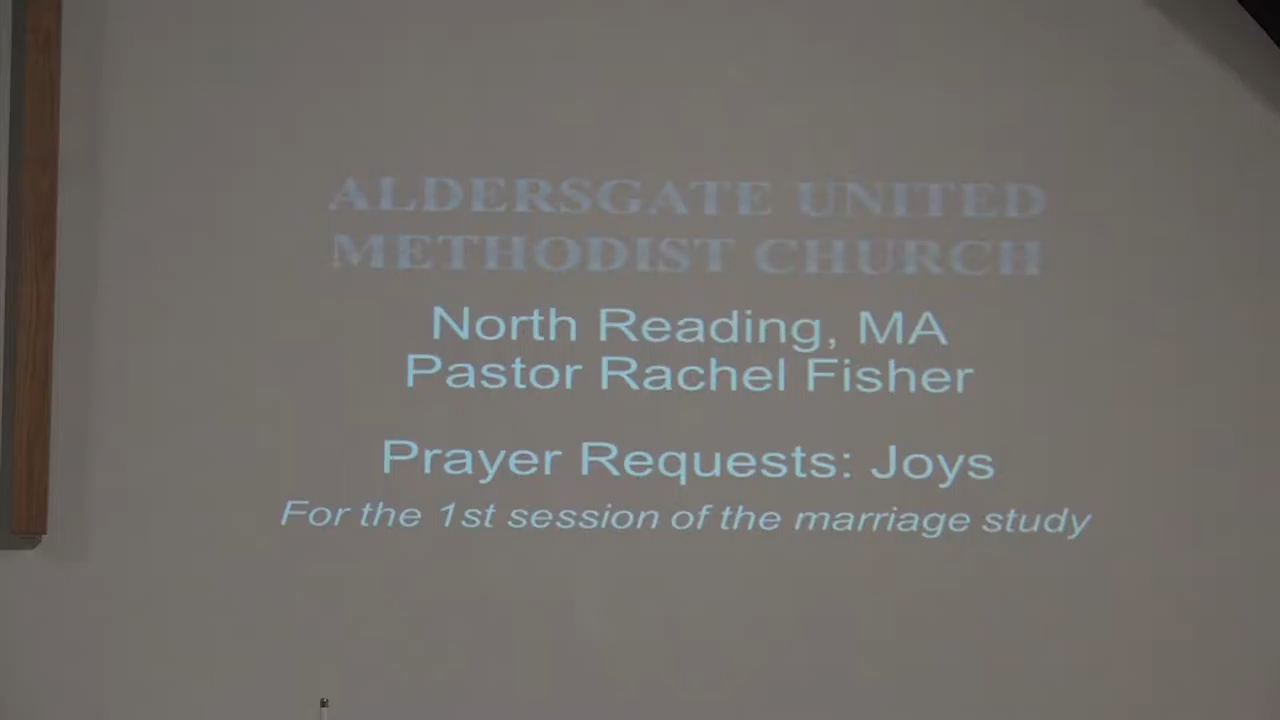 ALDERSGATE UNITED
METHODIST CHURCH
North Reading, MA
Pastor Rachel Fisher
Prayer Requests: Joys
For the 1st session of the marriage study